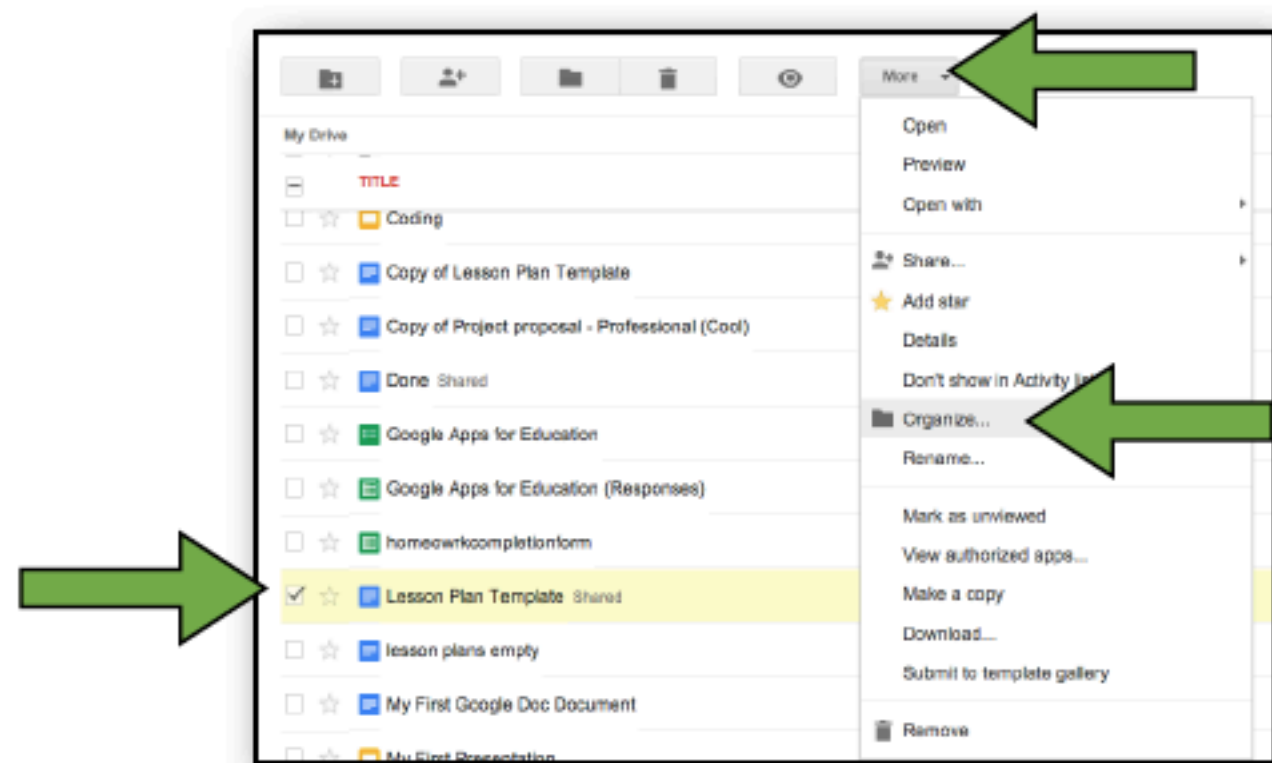 More
My Drive
TITLE
Coding
Copy of Lesson Plan Template
Copy of Project proposal - Professional (Cool)
Done Shared
Google Apps for Education
Google Apps for Education (Responses)
homeowrkcompletionform
Lesson Plan Template Shared
lesson plans empty
My First Google Doc Document
My First Presentation
Open
Preview
Open with
Share...
Add star
Details
Don't show in Activity
Organize...
Rename...
Mark as unviewed
View authorized apps...
Make a copy
Download...
Submit to template gallery
Remove